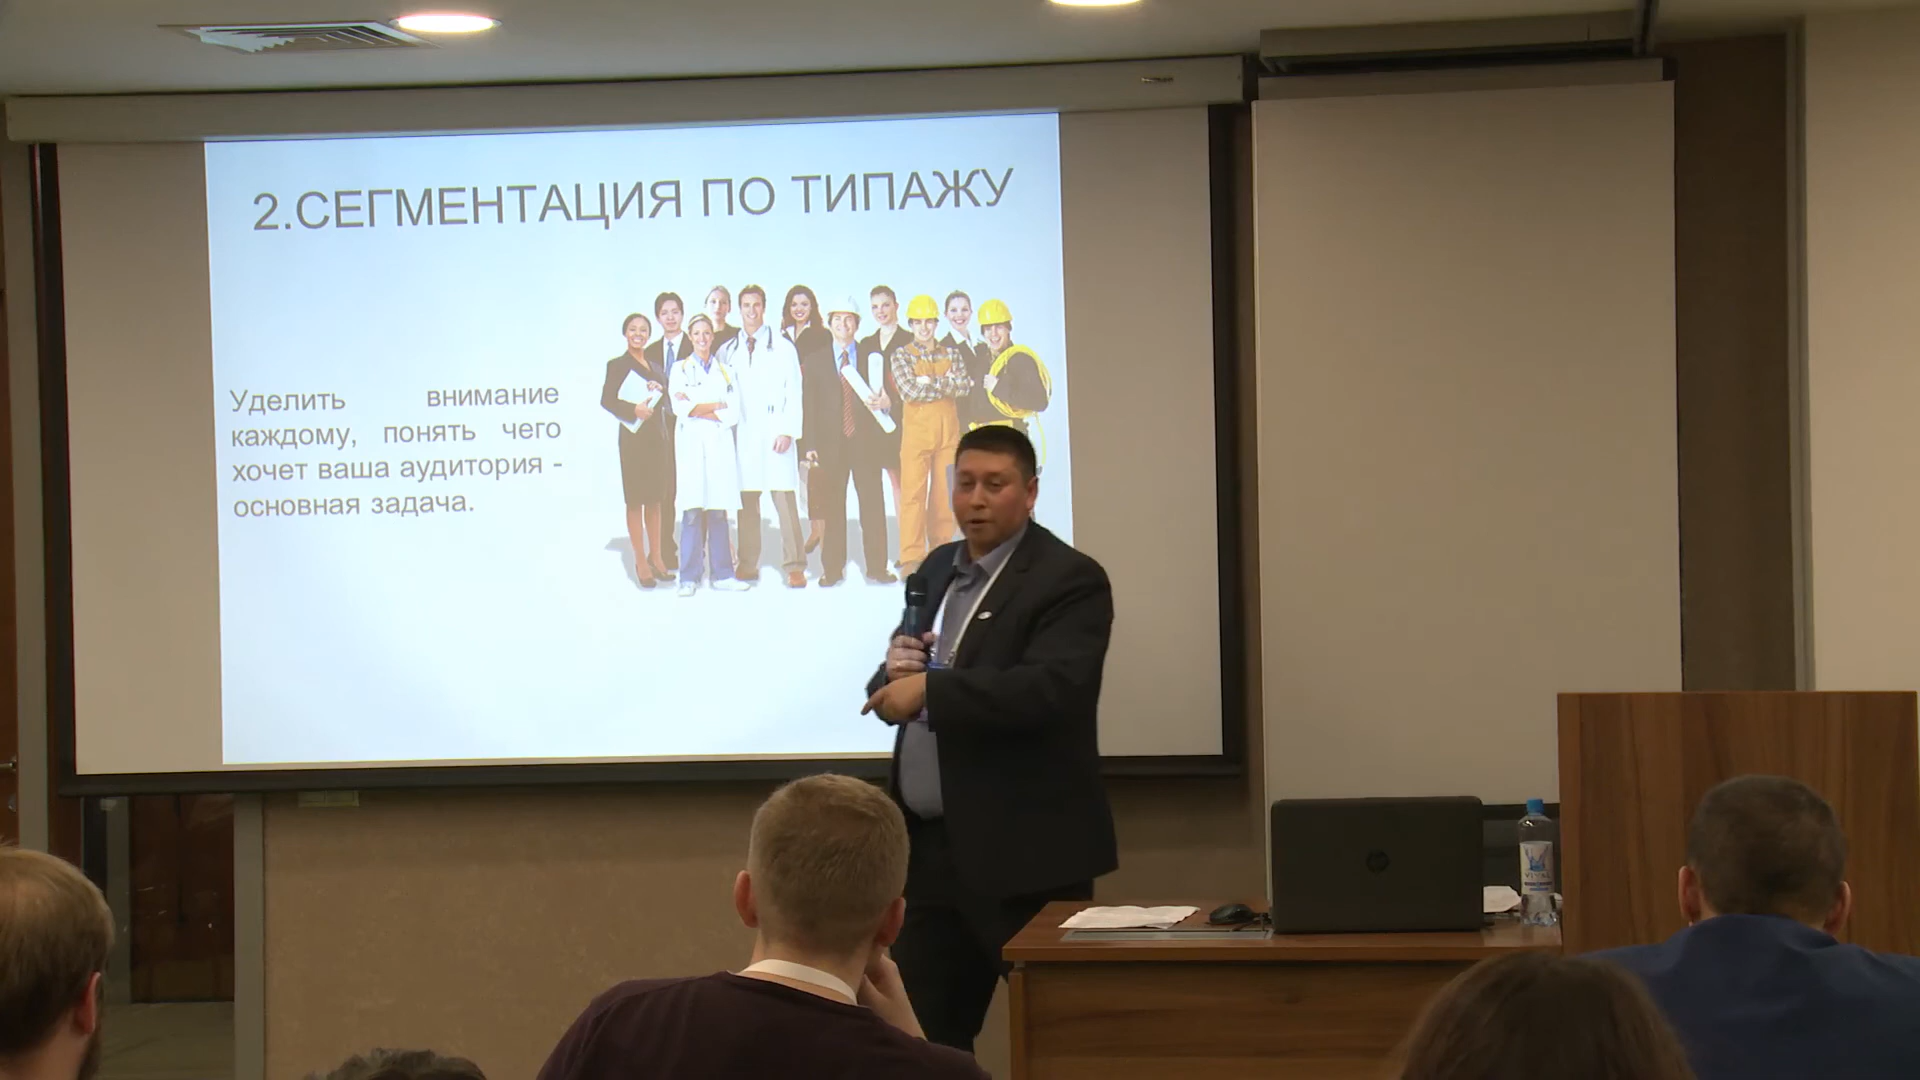 2.СЕГМЕНТАЦИЯ ПО ТИПАЖУ
Уделить внимание
каждому, понять чего
хочет ваша аудитория -
основная задача.